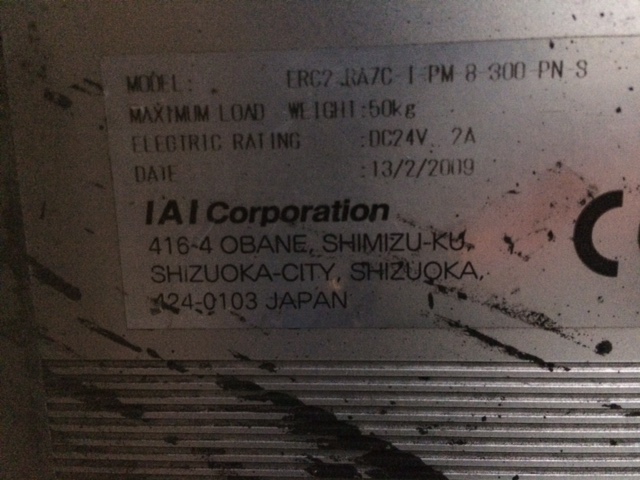 MODEL : ERC2-RA7C-I-PM-8-300-PN-S
MAXIMUM LOAD WEIGHT :50kg
ELECTRIC RATING :DC24V 2A
DATE :13/2/2009
IAI Corporation
416-4 OBANE, SHIMIZU-KU,
SHIZUOKA-CITY, SHIZUOKA,
424-0103 JAPAN